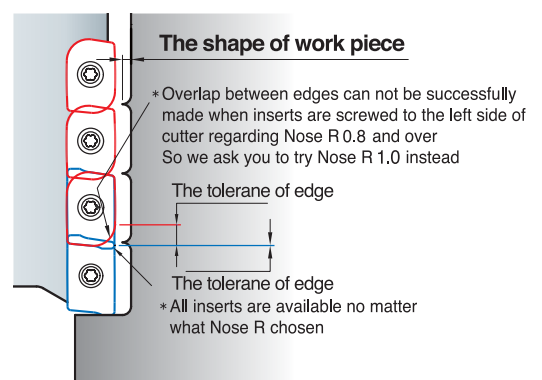 The shape of work piece
*Overlap between edges can not be successfully
made when inserts are screwed to the left side of
cutter regarding Nose R 0.8 and over
So we ask you to try Nose R 1.0 instead
The tolerane of edge
The tolerane of edge
*All inserts are available no matter
what Nose R chosen